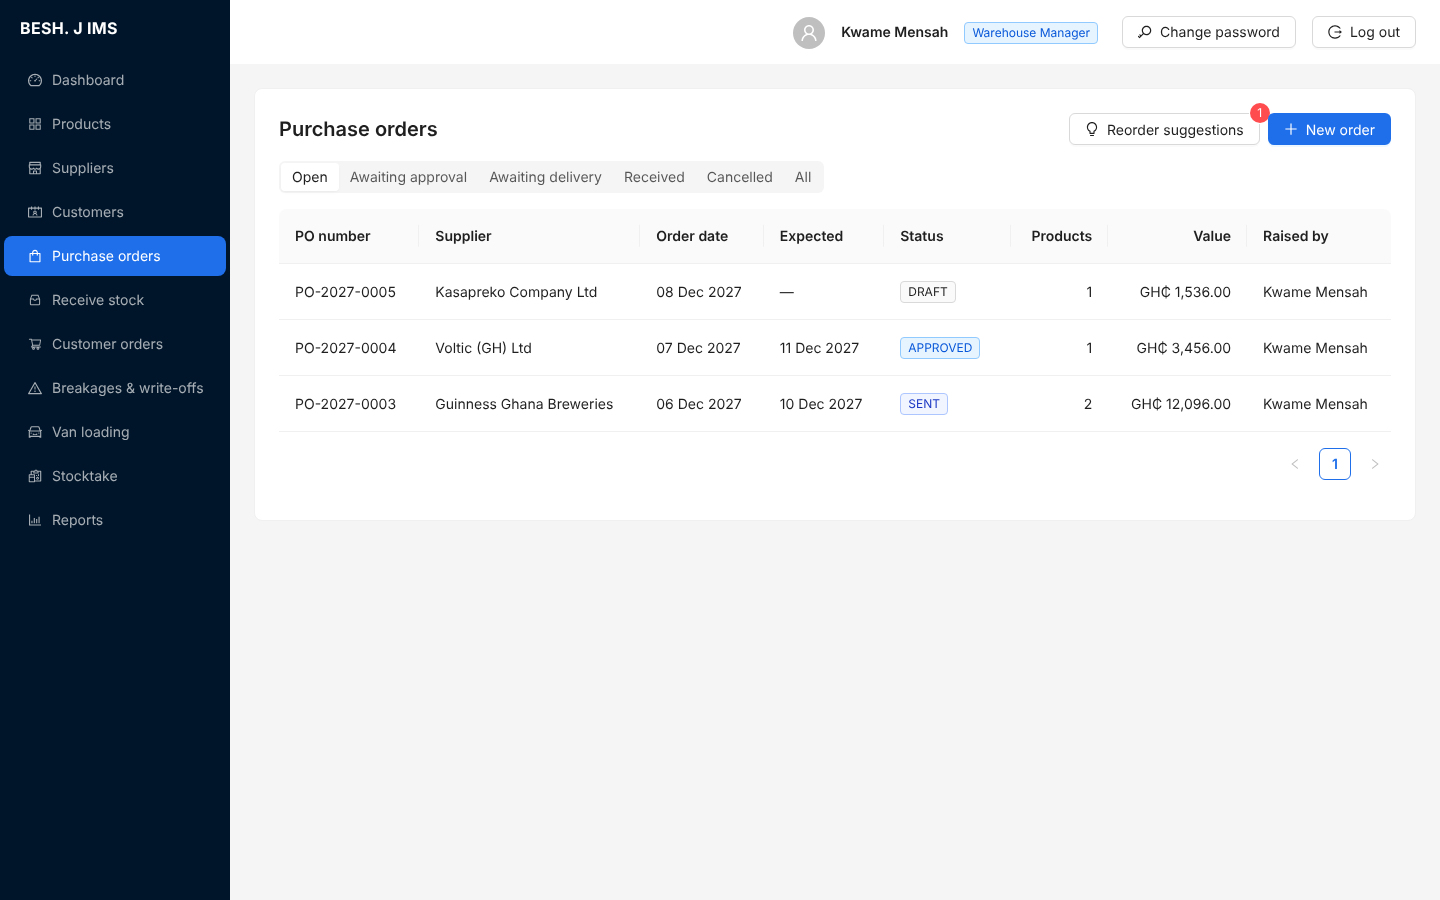 BESH. J IMS
Kwame Mensah
Warehouse Manager
Change password
Log out
Dashboard
Products
Suppliers
Customers
Purchase orders
Receive stock
Customer orders
Breakages & write-offs
Van loading
Stocktake
Reports
Purchase orders
Reorder suggestions 1
New order
Open Awaiting approval Awaiting delivery Received Cancelled All
PO number Supplier Order date Expected Status Products Value Raised by
PO-2027-0005 Kasapreko Company Ltd 08 Dec 2027 — DRAFT 1 GH₵ 1,536.00 Kwame Mensah
PO-2027-0004 Voltic (GH) Ltd 07 Dec 2027 11 Dec 2027 APPROVED 1 GH₵ 3,456.00 Kwame Mensah
PO-2027-0003 Guinness Ghana Breweries 06 Dec 2027 10 Dec 2027 SENT 2 GH₵ 12,096.00 Kwame Mensah
< 1 >